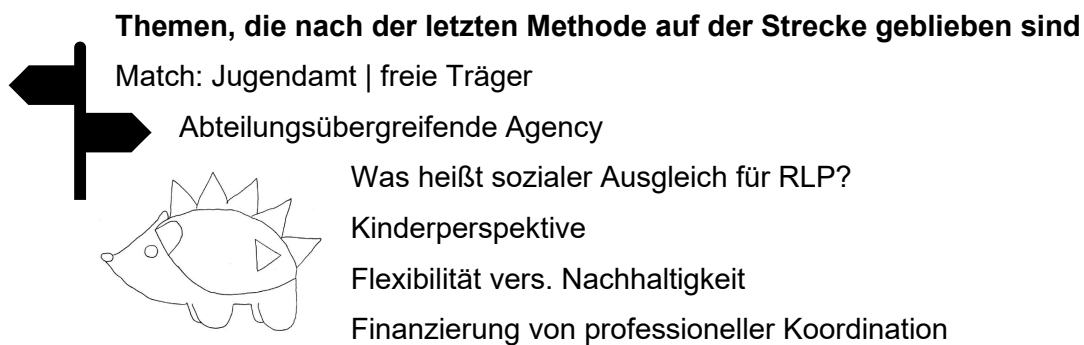 Themen, die nach der letzten Methode auf der Strecke geblieben sind
Match: Jugendamt | freie Träger
Abteilungsübergreifende Agency
Was heißt sozialer Ausgleich für RLP?
Kinderperspektive
Flexibilität vers. Nachhaltigkeit
Finanzierung von professioneller Koordination